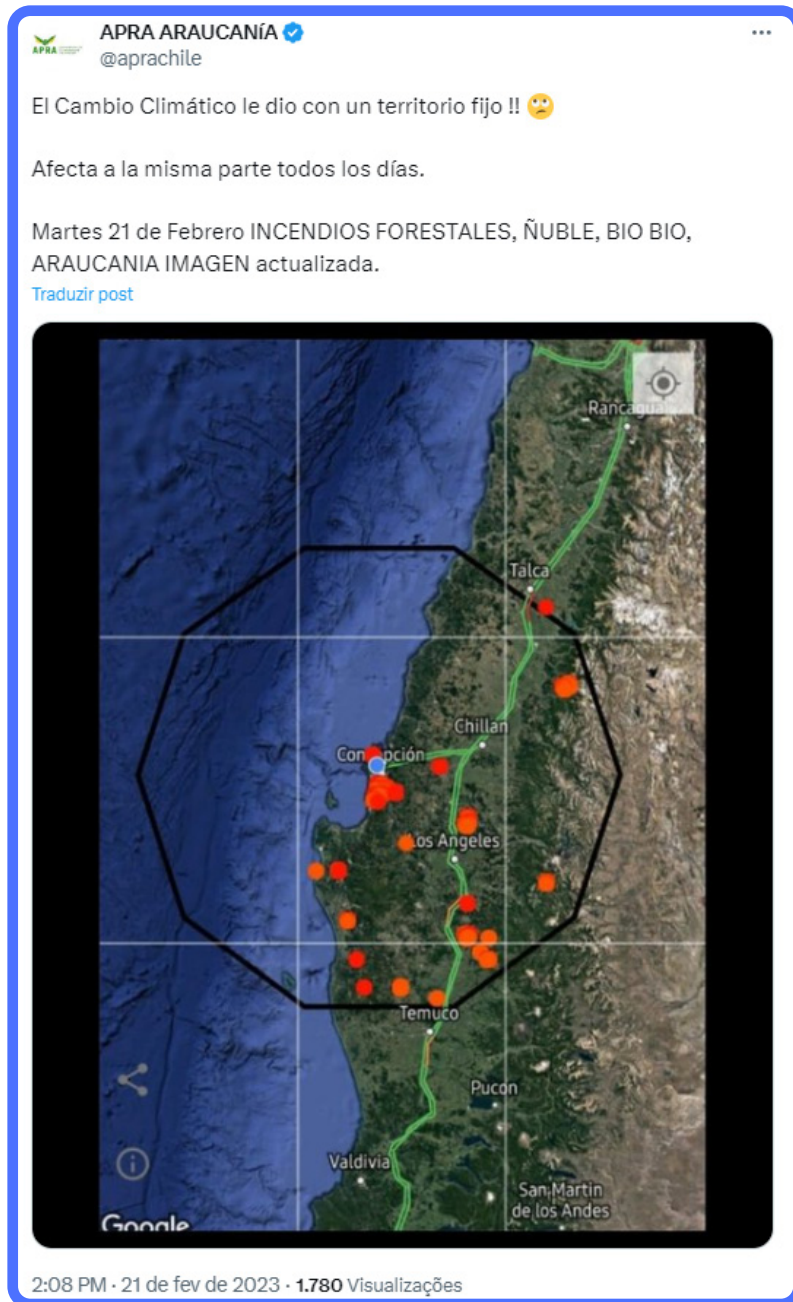 APRA ARAUCANÍA
APRA
@aprachile
El Cambio Climático le dio con un territorio fijo !! 🙄
Afecta a la misma parte todos los días.
Martes 21 de Febrero INCENDIOS FORESTALES, ÑUBLE, BIO BIO,
ARAUCANIA IMAGEN actualizada.
Traduzir post
Rancagua
Talca
Chillan
Concepción
Los Angeles
Temuco
Pucon
Valdivia
San Martin
de los Andes
Google
2:08 PM · 21 de fev de 2023 · 1.780 Visualizações